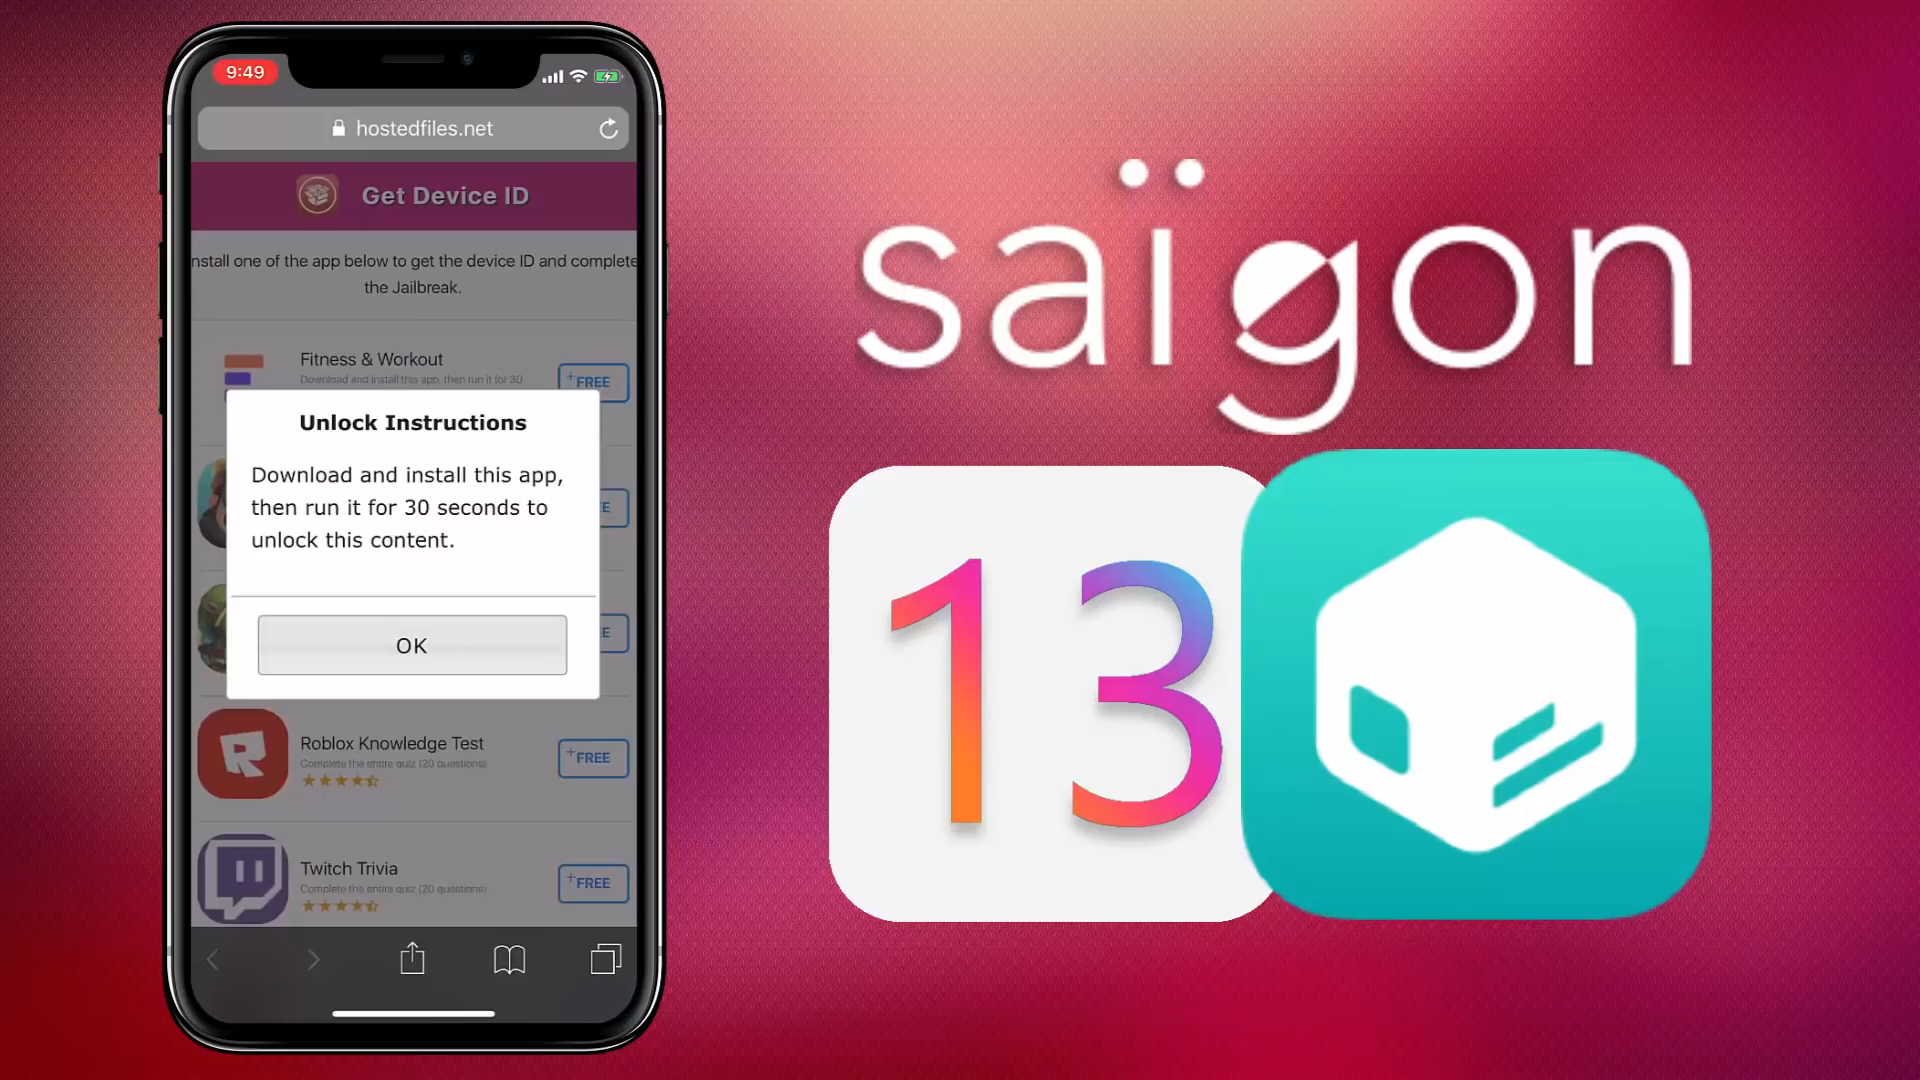 9:49
hostedfiles.net
Get Device ID
nstall one of the app below to get the device ID and complete
the Jailbreak.
Fitness & Workout
Download and install this app, then run it for 30
+FREE
Unlock Instructions
Download and install this app,
then run it for 30 seconds to
unlock this content.
E
E
OK
Roblox Knowledge Test
Complete the entire quiz (20 questions)
+FREE
Twitch Trivia
Complete the entire quiz (20 questions)
+FREE
saïgon
13